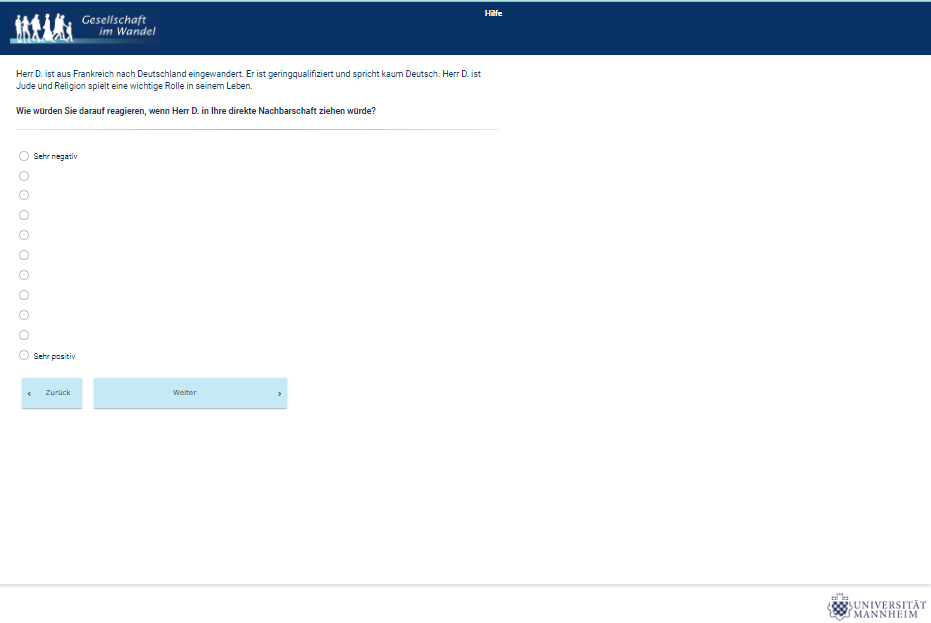 Gesellschaft
im Wandel
Hilfe
Herr D. ist aus Frankreich nach Deutschland eingewandert. Er ist geringqualifiziert und spricht kaum Deutsch. Herr D. ist
Jude und Religion spielt eine wichtige Rolle in seinem Leben.
Wie würden Sie darauf reagieren, wenn Herr D. in Ihre direkte Nachbarschaft ziehen würde?
Sehr negativ
Sehr positiv
‹ Zurück
Weiter ›
UNIVERSITÄT
MANNHEIM